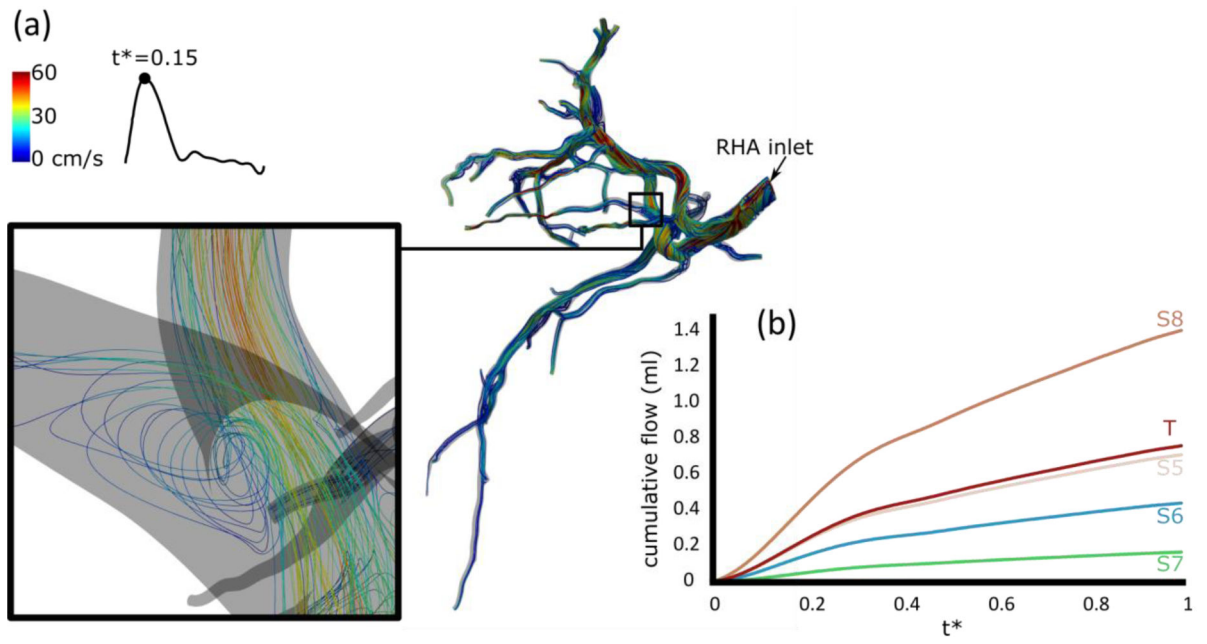 (a)
t*=0.15
60
30
0 cm/s
RHA inlet
(b)
cumulative flow (ml)
1.4
1.2
1.0
0.8
0.6
0.4
0.2
0
S8
T
S5
S6
S7
0 0.2 0.4 0.6 0.8 1
t*